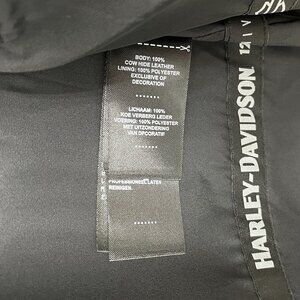 BODY: 100%
COW HIDE LEATHER
LINING: 100% POLYESTER
EXCLUSIVE OF
DECORATION
LICHAAM: 100%
KOE VERBERG LEDER
VOERING: 100% POLYESTER
MET UITZONDERING
VAN OPCORATIF
PROFESSIONEEL LATEN
REINIGEN.
HARLEY-DAVIDSON